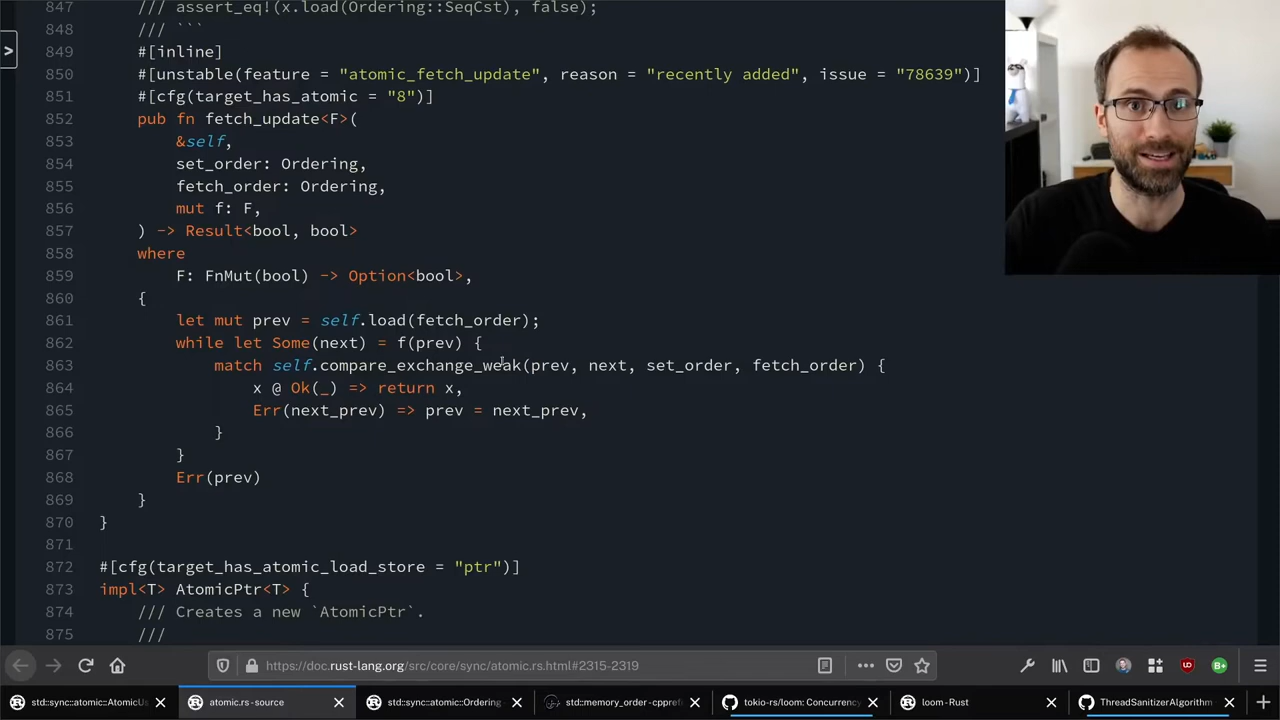 847 /// assert_eq!(x.load(Ordering::SeqCst), false);
848 /// ```
849 #[inline]
850 #[unstable(feature = "atomic_fetch_update", reason = "recently added", issue = "78639")]
851 #[cfg(target_has_atomic = "8")]
852 pub fn fetch_update<F>(
853 &self,
854 set_order: Ordering,
855 fetch_order: Ordering,
856 mut f: F,
857 ) -> Result<bool, bool>
858 where
859 F: FnMut(bool) -> Option<bool>,
860 {
861 let mut prev = self.load(fetch_order);
862 while let Some(next) = f(prev) {
863 match self.compare_exchange_weak(prev, next, set_order, fetch_order) {
864 x @ Ok(_) => return x,
865 Err(next_prev) => prev = next_prev,
866 }
867 }
868 Err(prev)
869 }
870 }
871
872 #[cfg(target_has_atomic_load_store = "ptr")]
873 impl<T> AtomicPtr<T> {
874 /// Creates a new `AtomicPtr`.
875 ///
https://doc.rust-lang.org/src/core/sync/atomic.rs.html#2315-2319
std::sync::atomic::AtomicUs
atomic.rs - source
std::sync::atomic::Ordering -
std::memory_order - cpprefe
tokio-rs/loom: Concurrency
loom - Rust
ThreadSanitizerAlgorithm